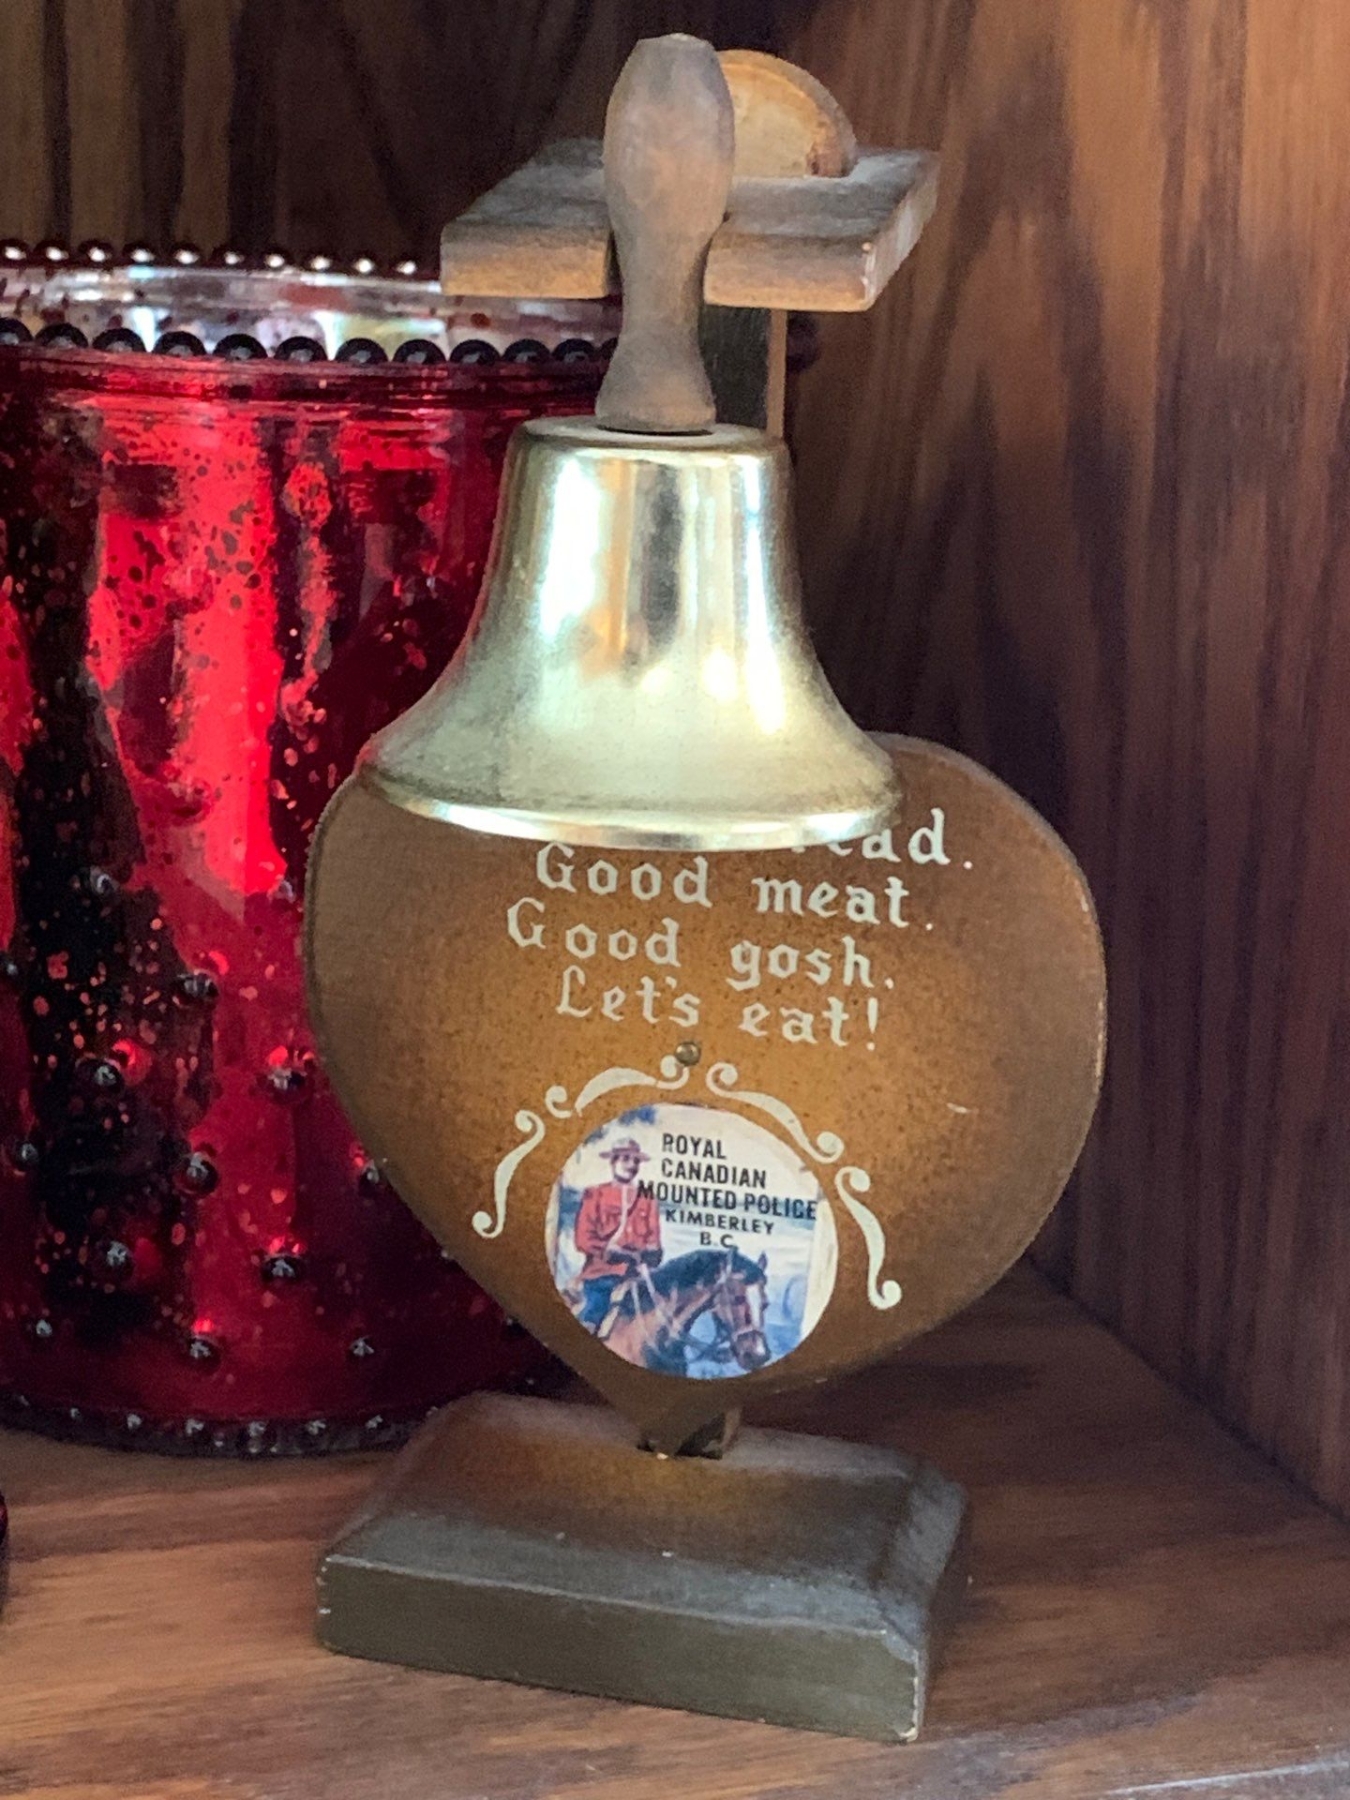 Good meat.
Good gosh.
Let's eat!
ROYAL
CANADIAN
MOUNTED POLICE
KIMBERLEY
B.C.